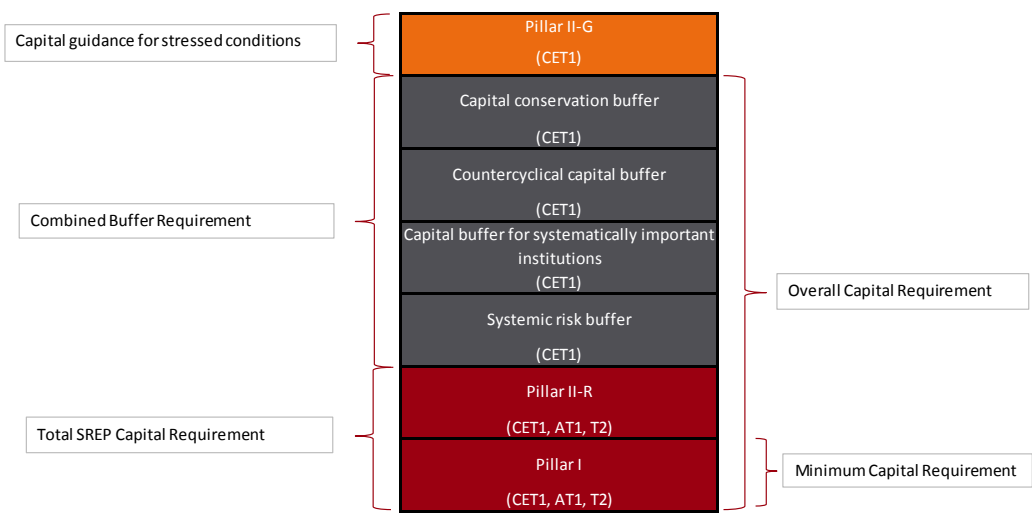 Capital guidance for stressed conditions
Pillar II-G
(CET1)
Capital conservation buffer
(CET1)
Countercyclical capital buffer
(CET1)
Combined Buffer Requirement
Capital buffer for systematically important
institutions
(CET1)
Overall Capital Requirement
Systemic risk buffer
(CET1)
Pillar II-R
(CET1, AT1, T2)
Total SREP Capital Requirement
Pillar I
(CET1, AT1, T2)
Minimum Capital Requirement